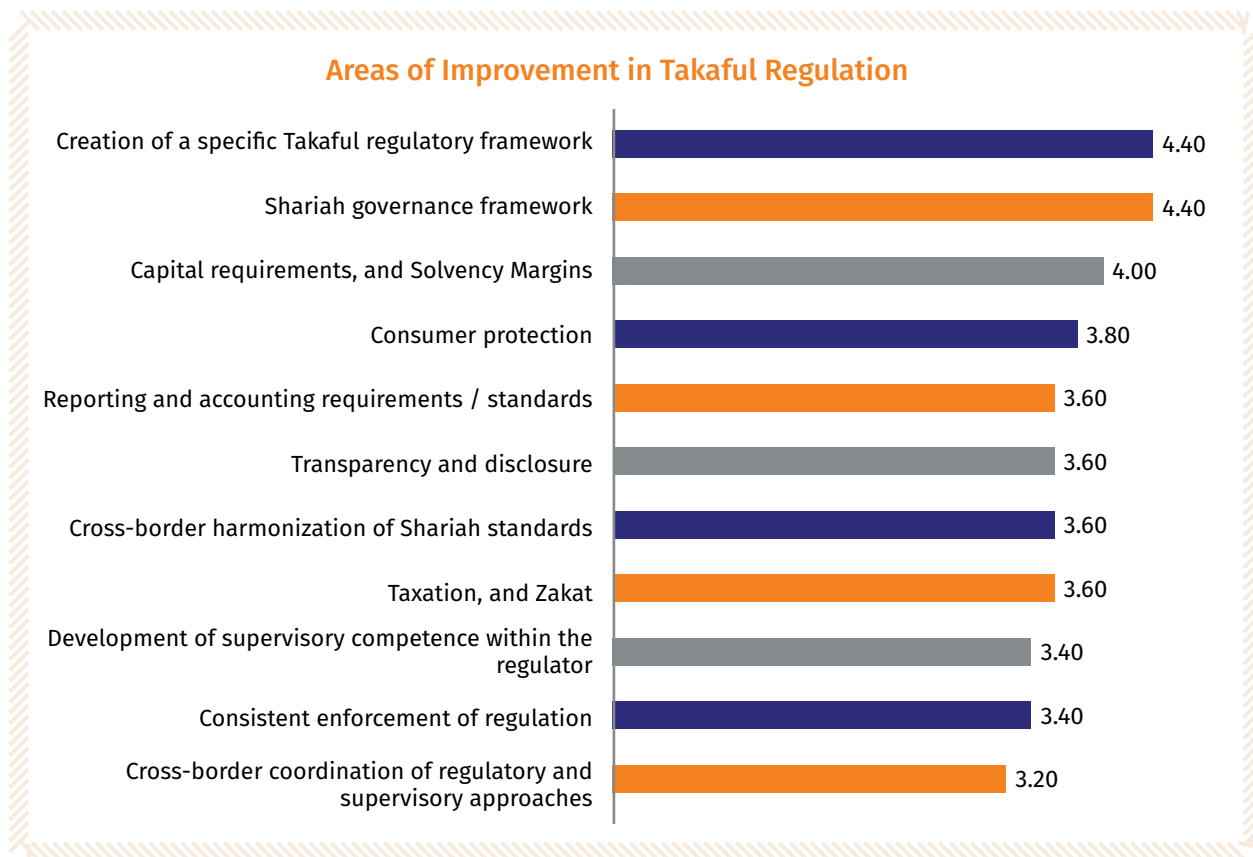 Areas of Improvement in Takaful Regulation
Creation of a specific Takaful regulatory framework
4.40
Shariah governance framework
4.40
Capital requirements, and Solvency Margins
4.00
Consumer protection
3.80
Reporting and accounting requirements / standards
3.60
Transparency and disclosure
3.60
Cross-border harmonization of Shariah standards
3.60
Taxation, and Zakat
3.60
Development of supervisory competence within the
regulator
3.40
Consistent enforcement of regulation
3.40
Cross-border coordination of regulatory and
supervisory approaches
3.20